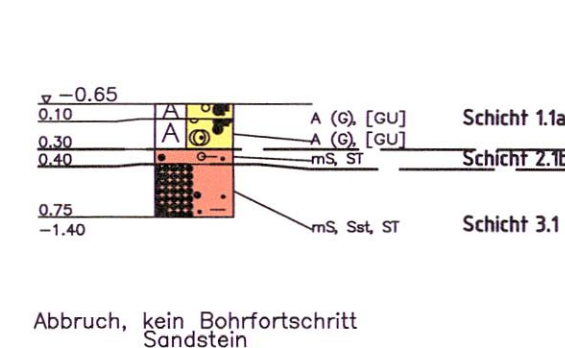 −0.65
0.10 A A (G), [GU] Schicht 1.1a
A A (G), [GU]
0.30
0.40 mS, ST Schicht 2.1b
0.75 mS, Sst, ST Schicht 3.1
−1.40
Abbruch, kein Bohrfortschritt
Sandstein